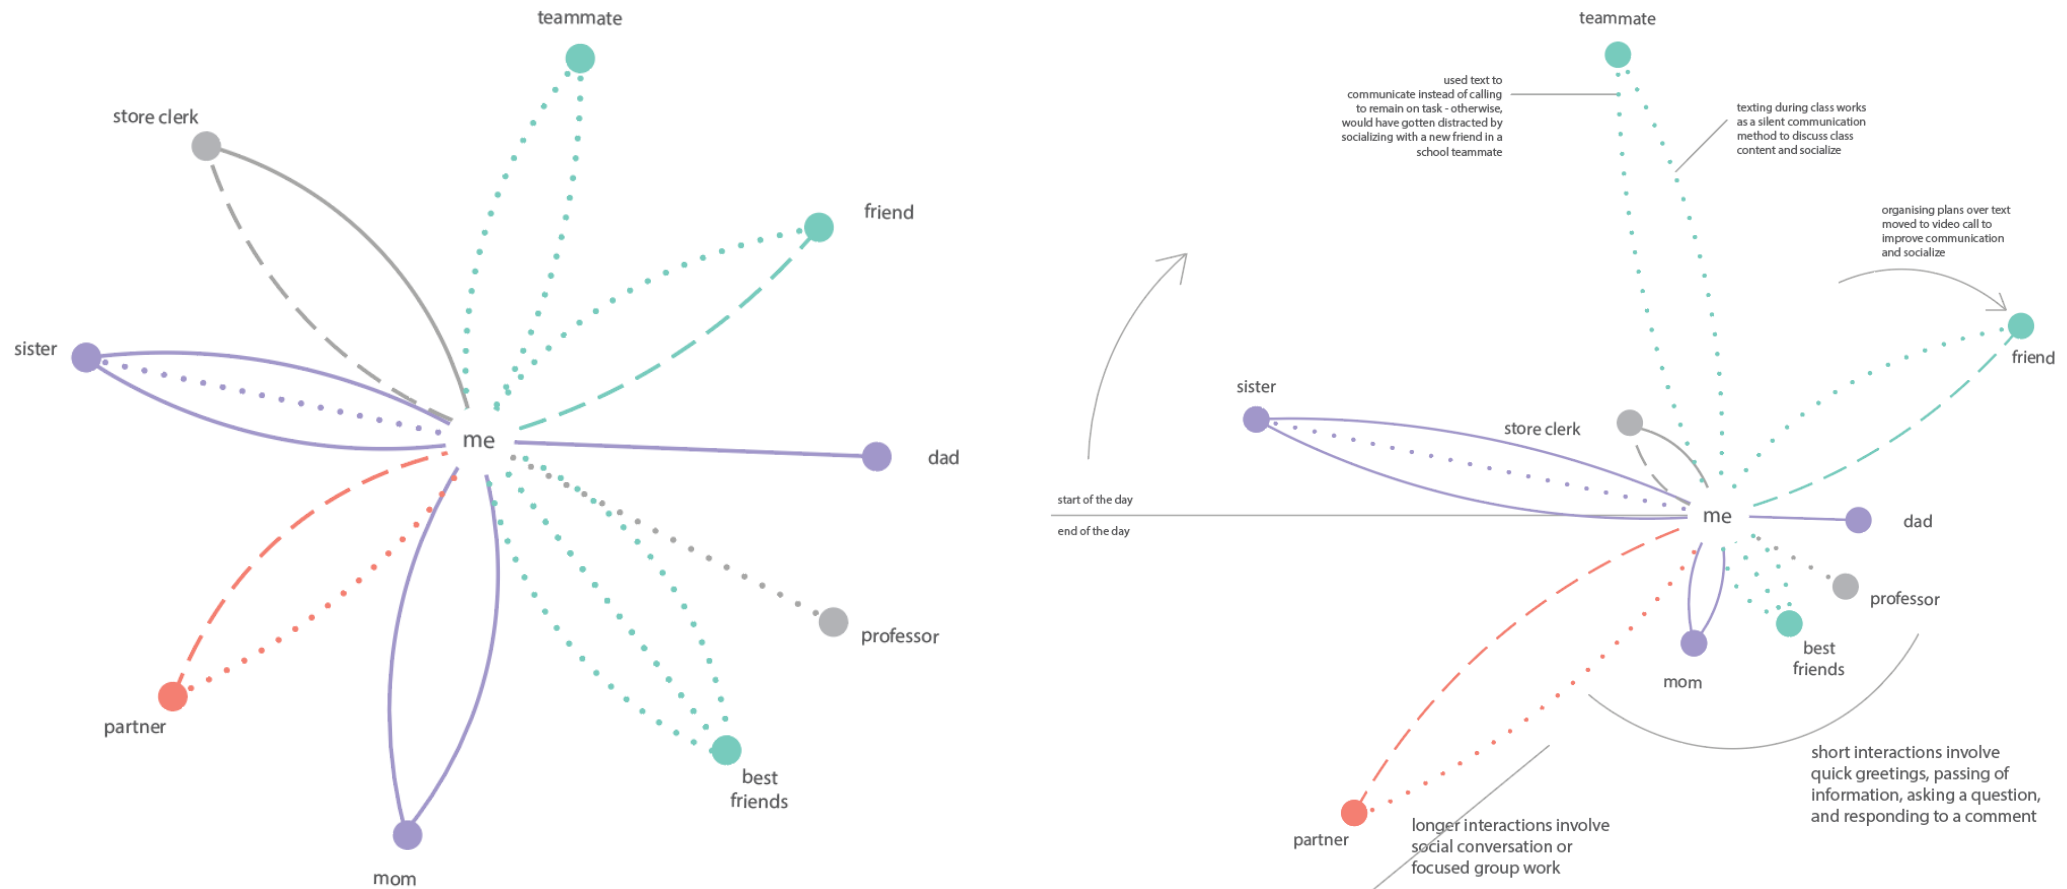 teammate
store clerk
friend
sister
me
dad
professor
partner
best
friends
mom
teammate
used text to
communicate instead of calling
to remain on task - otherwise,
would have gotten distracted by
socializing with a new friend in a
school teammate
texting during class works
as a silent communication
method to discuss class
content and socialize
organising plans over text
moved to video call to
improve communication
and socialize
friend
sister
store clerk
start of the day
end of the day
me
dad
professor
best
friends
mom
short interactions involve
quick greetings, passing of
information, asking a question,
and responding to a comment
partner
longer interactions involve
social conversation or
focused group work